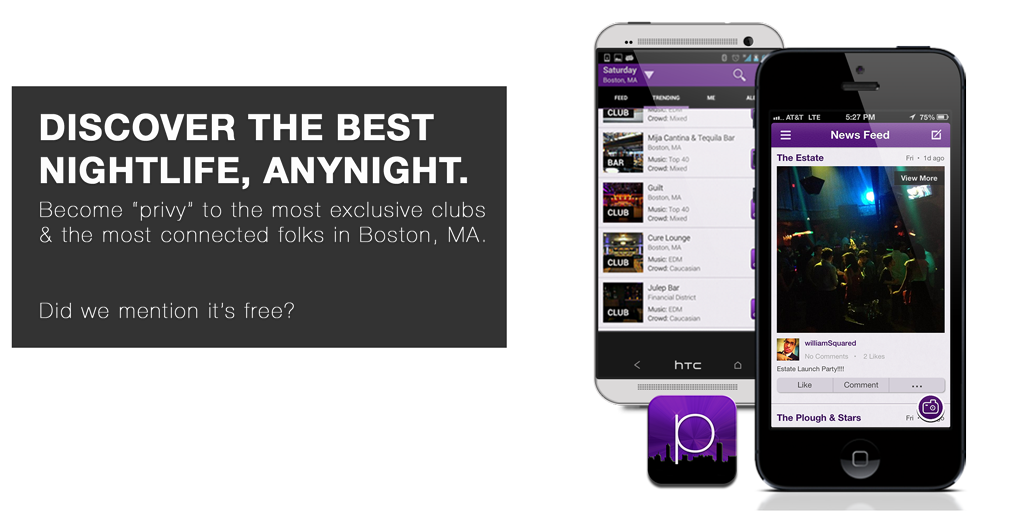 DISCOVER THE BEST
NIGHTLIFE, ANYNIGHT.
Become "privy" to the most exclusive clubs
& the most connected folks in Boston, MA.
Did we mention it's free?
Saturday
Boston, MA
FEED TRENDING ME
CLUB
Crowd: Mixed
Mija Cantina & Tequila Bar
Boston, MA
Music: Top 40
Crowd: Mixed
BAR
Guilt
Boston, MA
Music: Top 40
Crowd: Mixed
CLUB
Cure Lounge
Boston, MA
Music: EDM
Crowd: Caucasian
CLUB
Julep Bar
Financial District
Music: EDM
Crowd: Caucasian
CLUB
hTC
p
AT&T LTE 5:27 PM 75%
News Feed
The Estate Fri • 1d ago
View More
williamSquared
No Comments • 2 Likes
Estate Launch Party!!!!
Like Comment ...
The Plough & Stars Fri